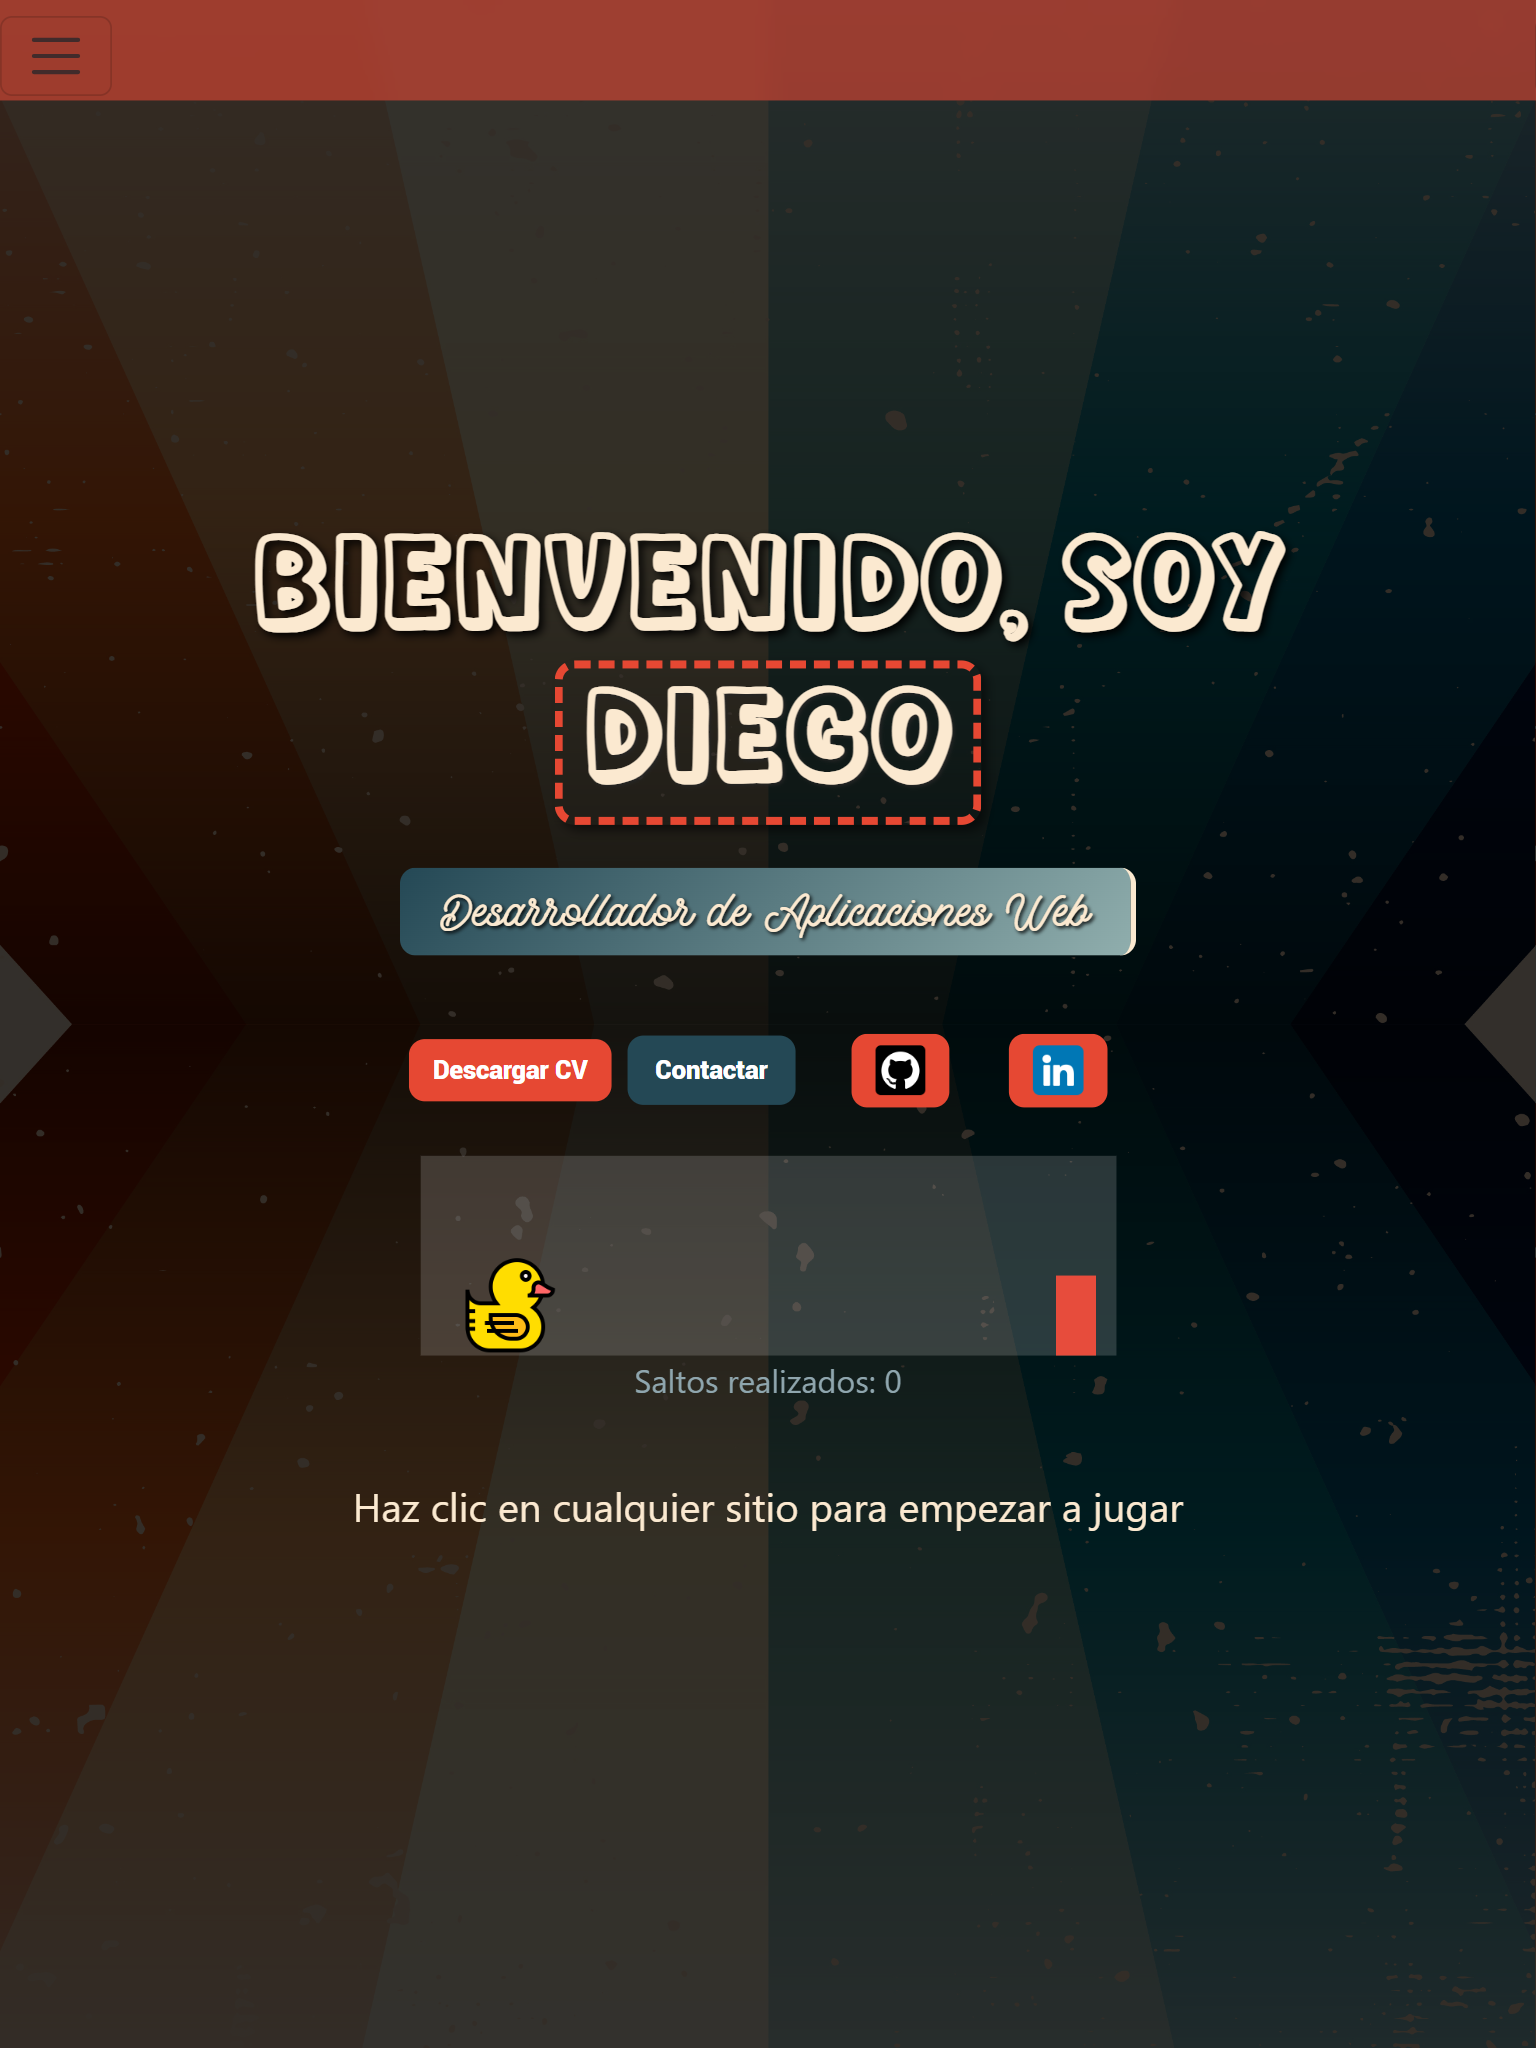 BIENVENIDO, SOY
DIEGO
Desarrollador de Aplicaciones Web
Descargar CV
Contactar
in
Saltos realizados: 0
Haz clic en cualquier sitio para empezar a jugar